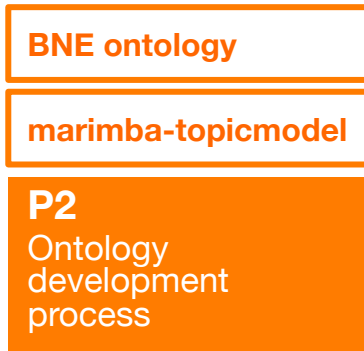 BNE ontology
marimba-topicmodel
P2
Ontology
development
process